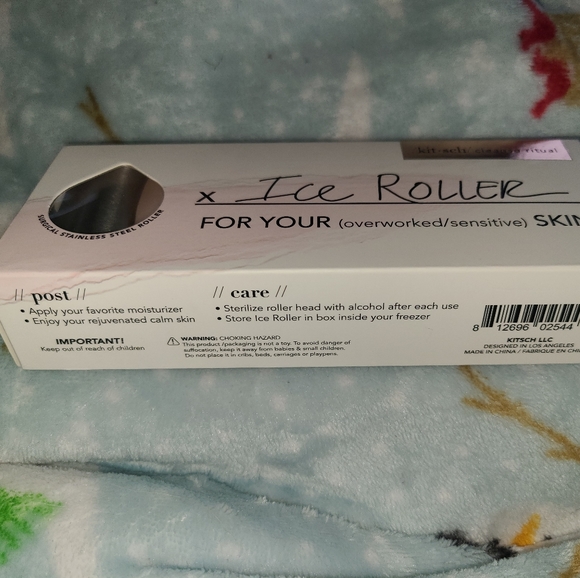 kit·sch' cleaning ritual
SURGICAL STAINLESS STEEL ROLLER
x Ice ROLLER
FOR YOUR (overworked/sensitive) SKIN
// post //
• Apply your favorite moisturizer
• Enjoy your rejuvenated calm skin
IMPORTANT!
Keep out of reach of children
// care //
• Sterilize roller head with alcohol after each use
• Store Ice Roller in box inside your freezer
WARNING: CHOKING HAZARD
This product/packaging is not a toy. To avoid danger of
suffocation, keep it away from babies & small children.
Do not place it in cribs, beds, carriages or playpens.
8 12696 02544
KITSCH LLC
DESIGNED IN LOS ANGELES
MADE IN CHINA / FABRIQUE EN CHI